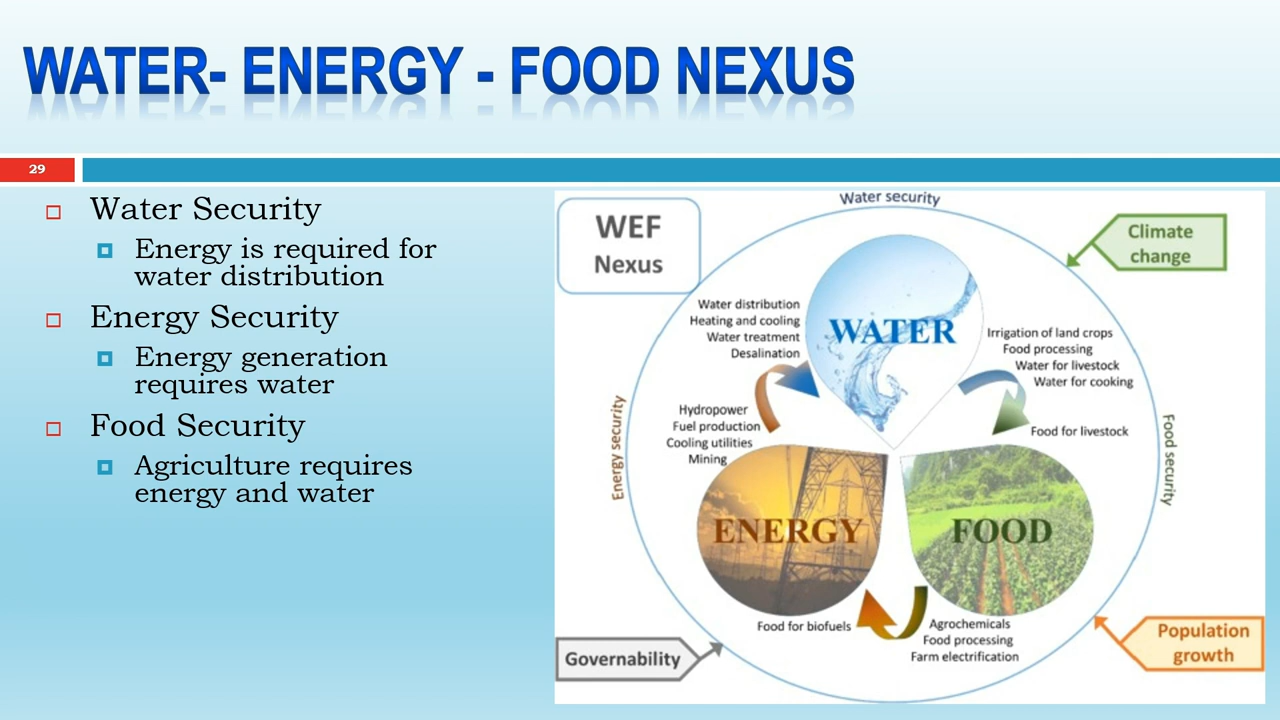 WATER- ENERGY - FOOD NEXUS
29
Water Security
Energy is required for
water distribution
Energy Security
Energy generation
requires water
Food Security
Agriculture requires
energy and water
WEF
Nexus
Water security
Climate
change
Water distribution
Heating and cooling
Water treatment
Desalination
WATER
Irrigation of land crops
Food processing
Water for livestock
Water for cooking
Hydropower
Fuel production
Cooling utilities
Mining
Food for livestock
Energy security
Food security
ENERGY
FOOD
Food for biofuels
Agrochemicals
Food processing
Farm electrification
Governability
Population
growth